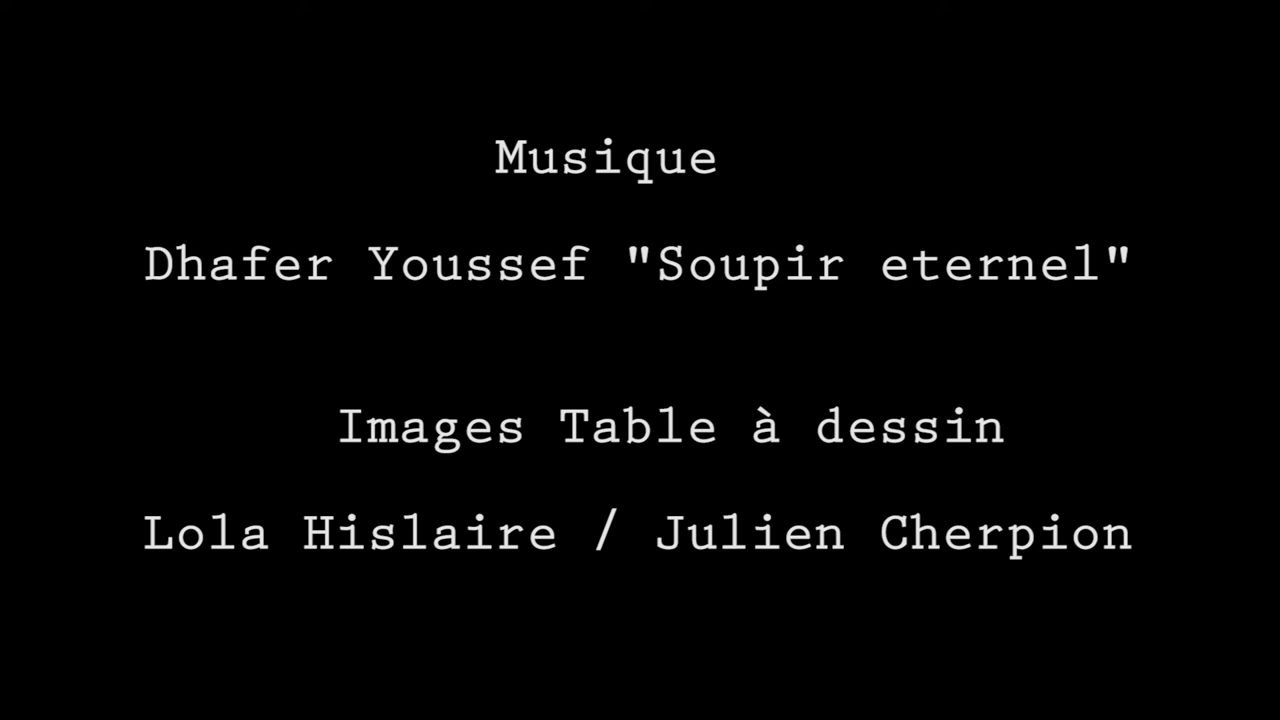 Musique
Dhafer Youssef "Soupir eternel"
Images Table à dessin
Lola Hislaire / Julien Cherpion